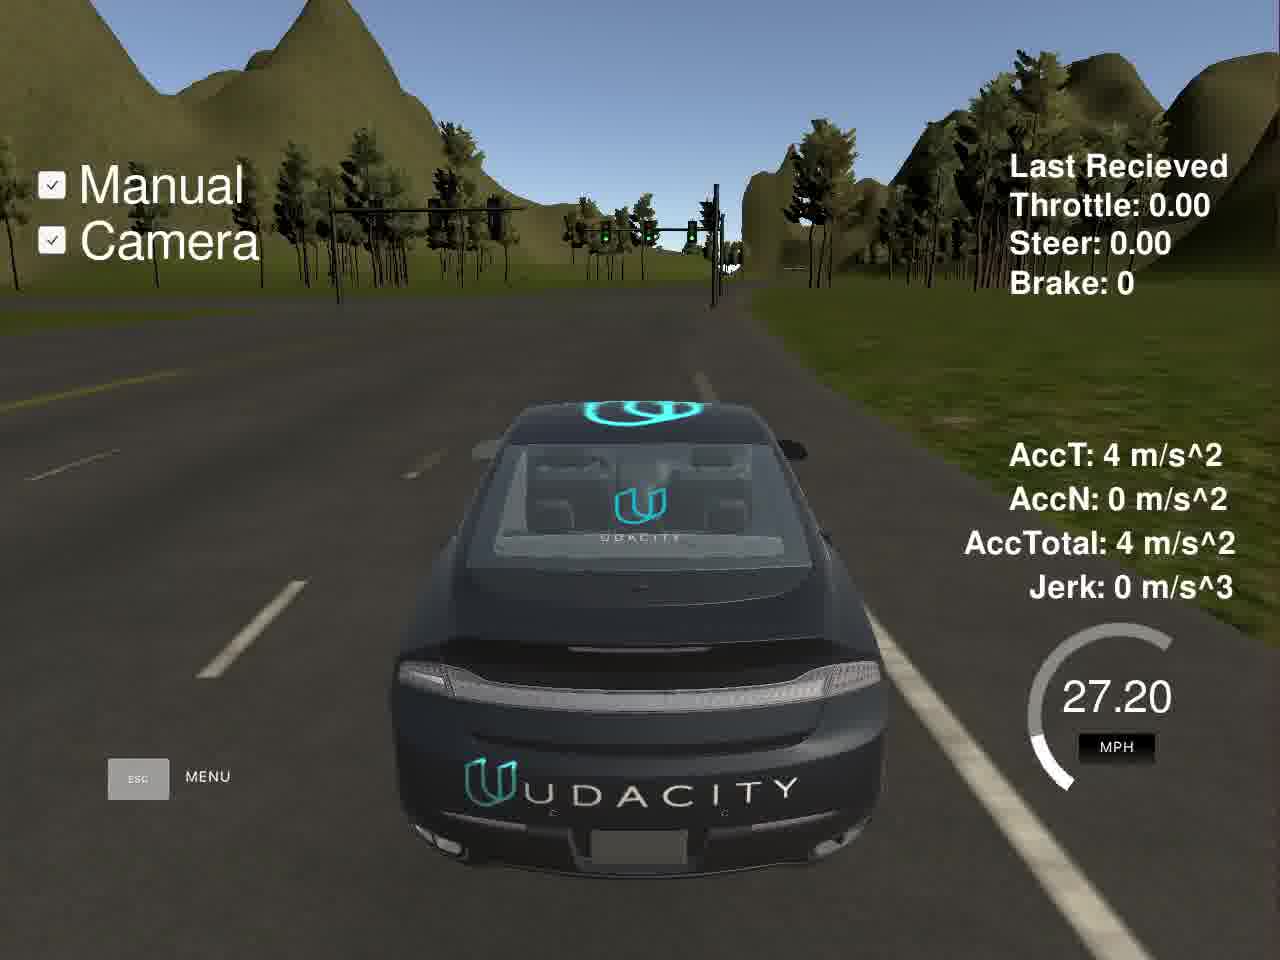 Manual
Camera
Last Recieved
Throttle: 0.00
Steer: 0.00
Brake: 0
AccT: 4 m/s^2
AccN: 0 m/s^2
AccTotal: 4 m/s^2
Jerk: 0 m/s^3
27.20
MPH
ESC MENU
UDACITY
UDACITY